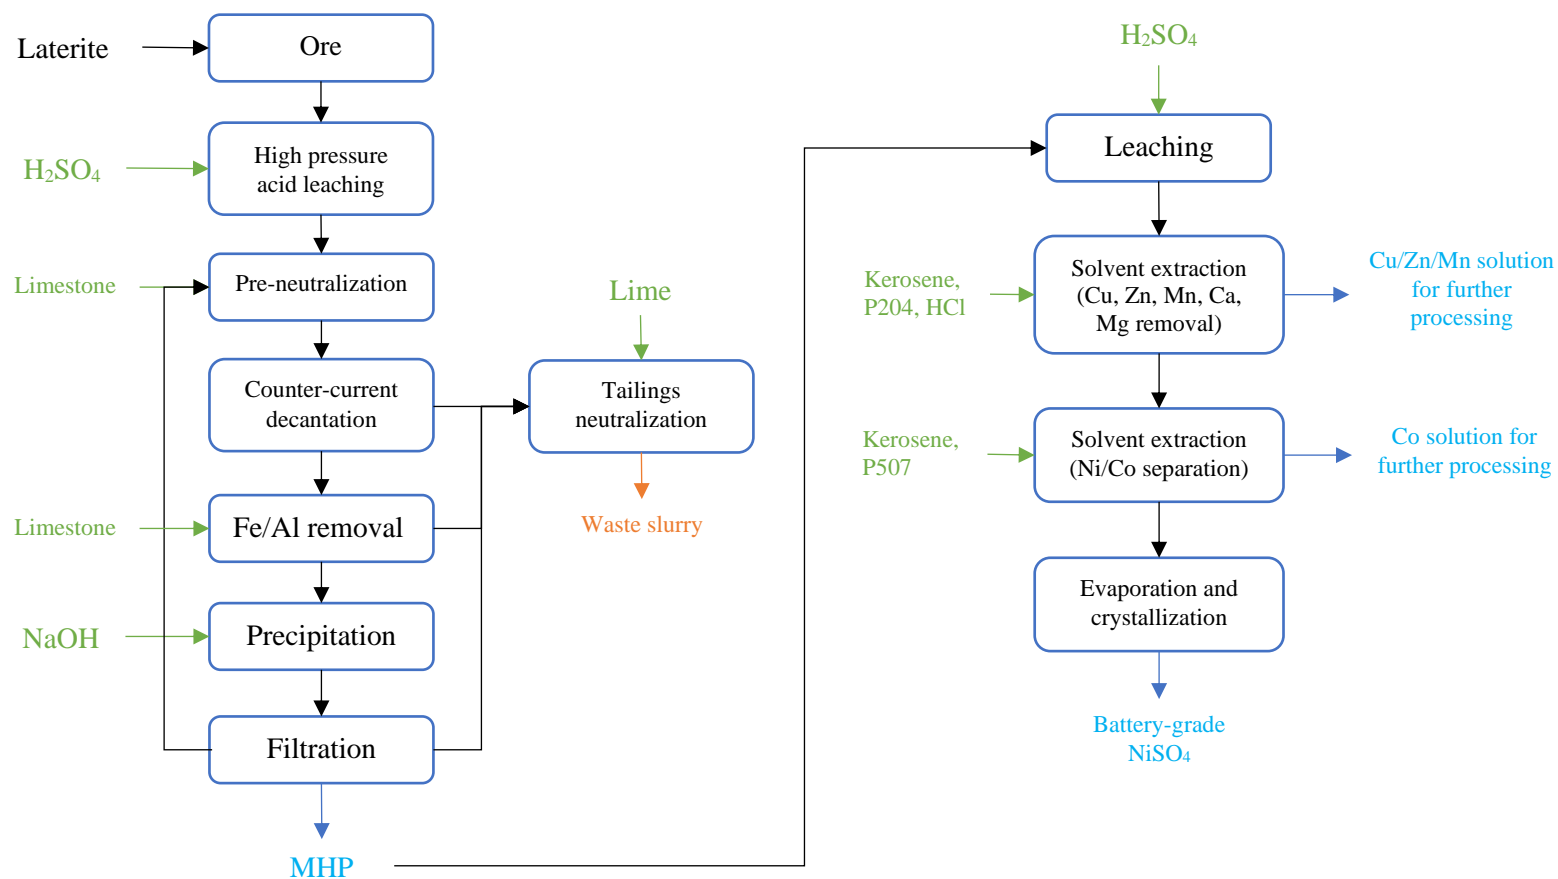 Laterite
Ore
H₂SO₄
High pressure
acid leaching
Limestone
Pre-neutralization
Counter-current
decantation
Lime
Tailings
neutralization
Waste slurry
Limestone
Fe/Al removal
NaOH
Precipitation
Filtration
MHP
H₂SO₄
Leaching
Kerosene,
P204, HCl
Solvent extraction
(Cu, Zn, Mn, Ca,
Mg removal)
Cu/Zn/Mn solution
for further
processing
Kerosene,
P507
Solvent extraction
(Ni/Co separation)
Co solution for
further processing
Evaporation and
crystallization
Battery-grade
NiSO₄